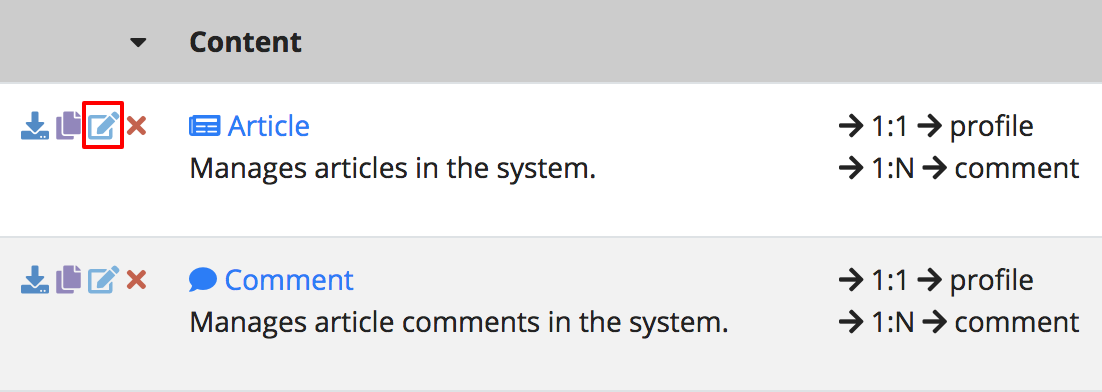 Content
Article
→ 1:1 → profile
Manages articles in the system.
→ 1:N → comment
Comment
→ 1:1 → profile
Manages article comments in the system.
→ 1:N → comment